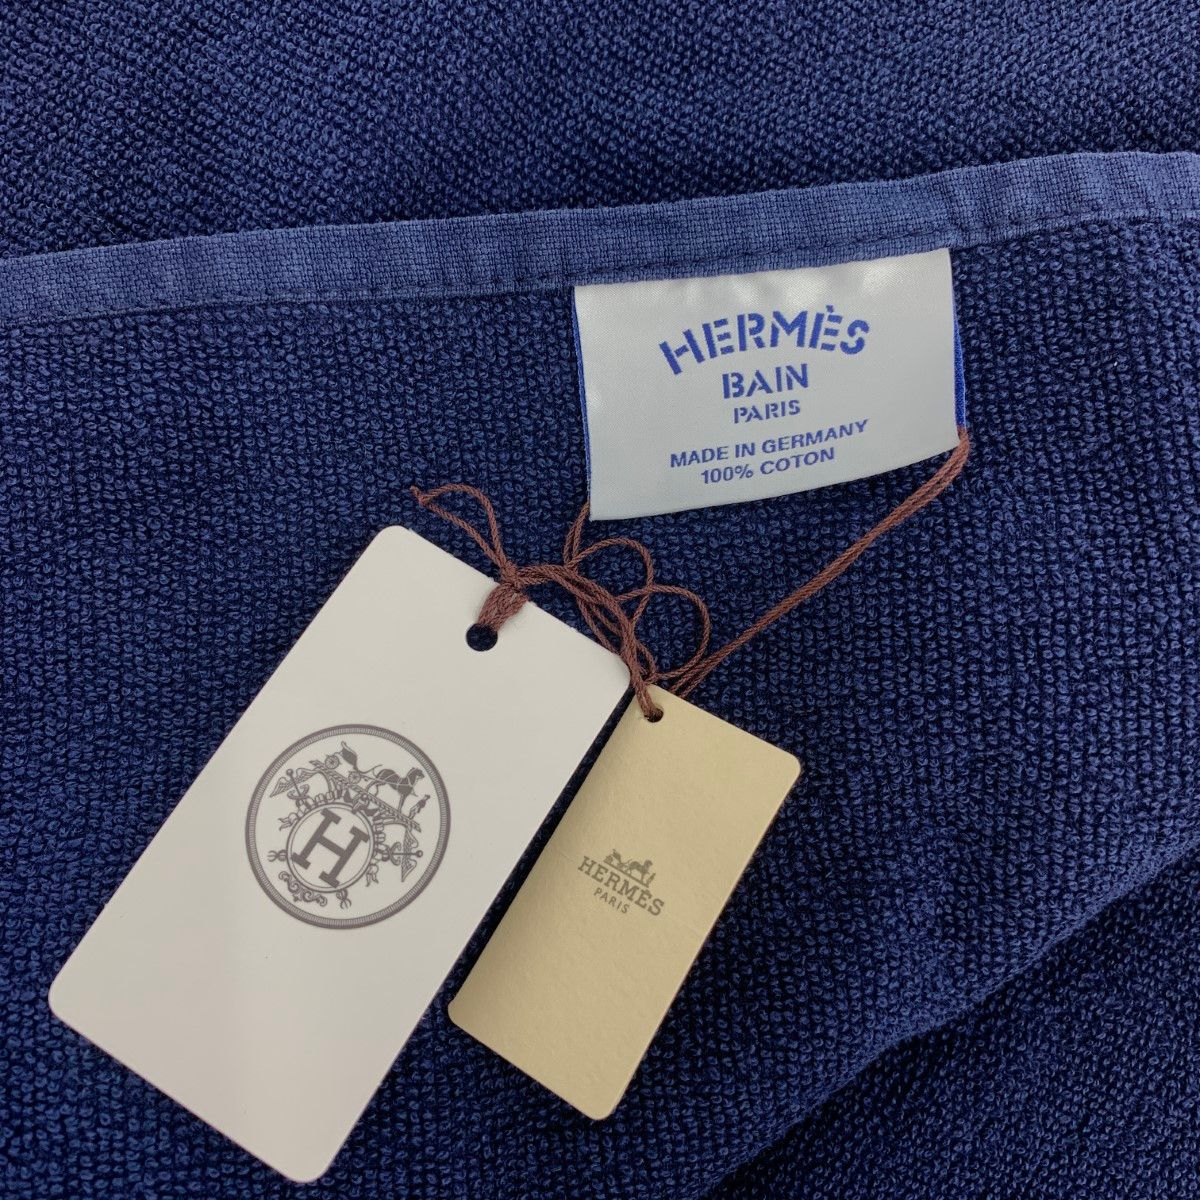 HERMÈS
BAIN
PARIS
MADE IN GERMANY
100% COTON
H
HERMÈS
PARIS